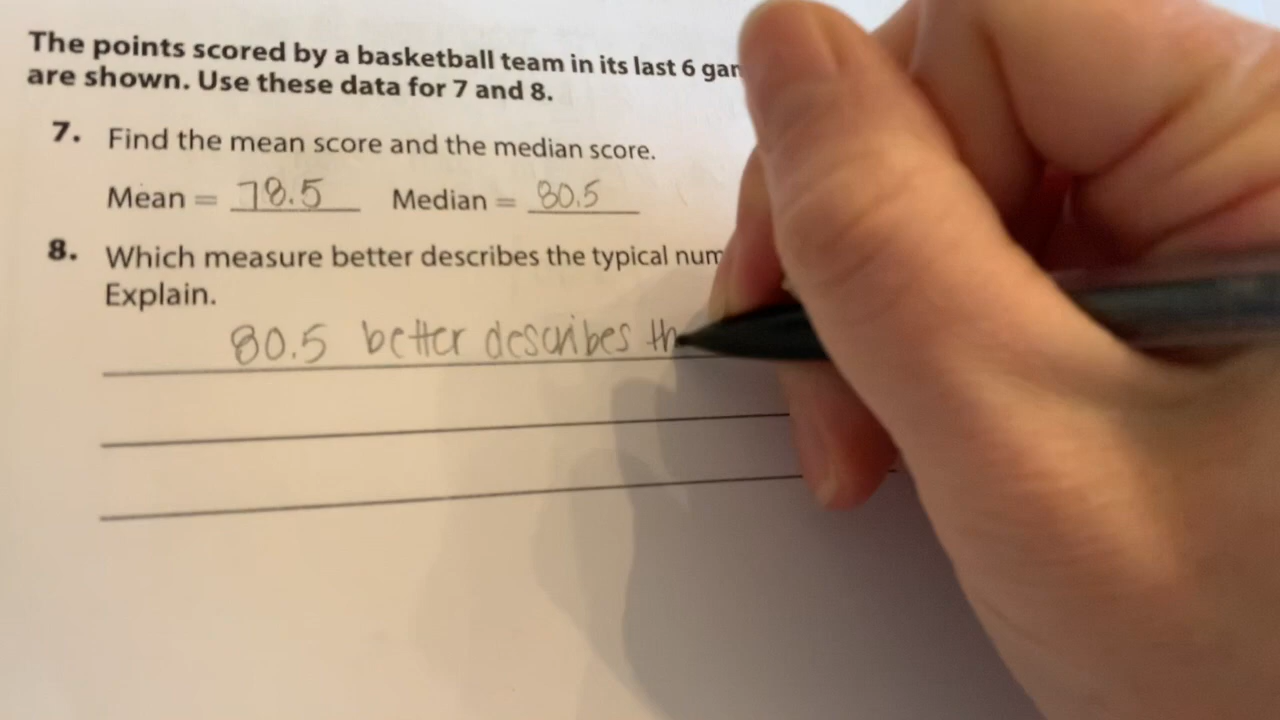 The points scored by a basketball team in its last 6
are shown. Use these data for 7 and 8.
7. Find the mean score and the median score.
Mean = 78.5 Median = 80.5
8. Which measure better describes the typical
Explain.
80.5 better describes th